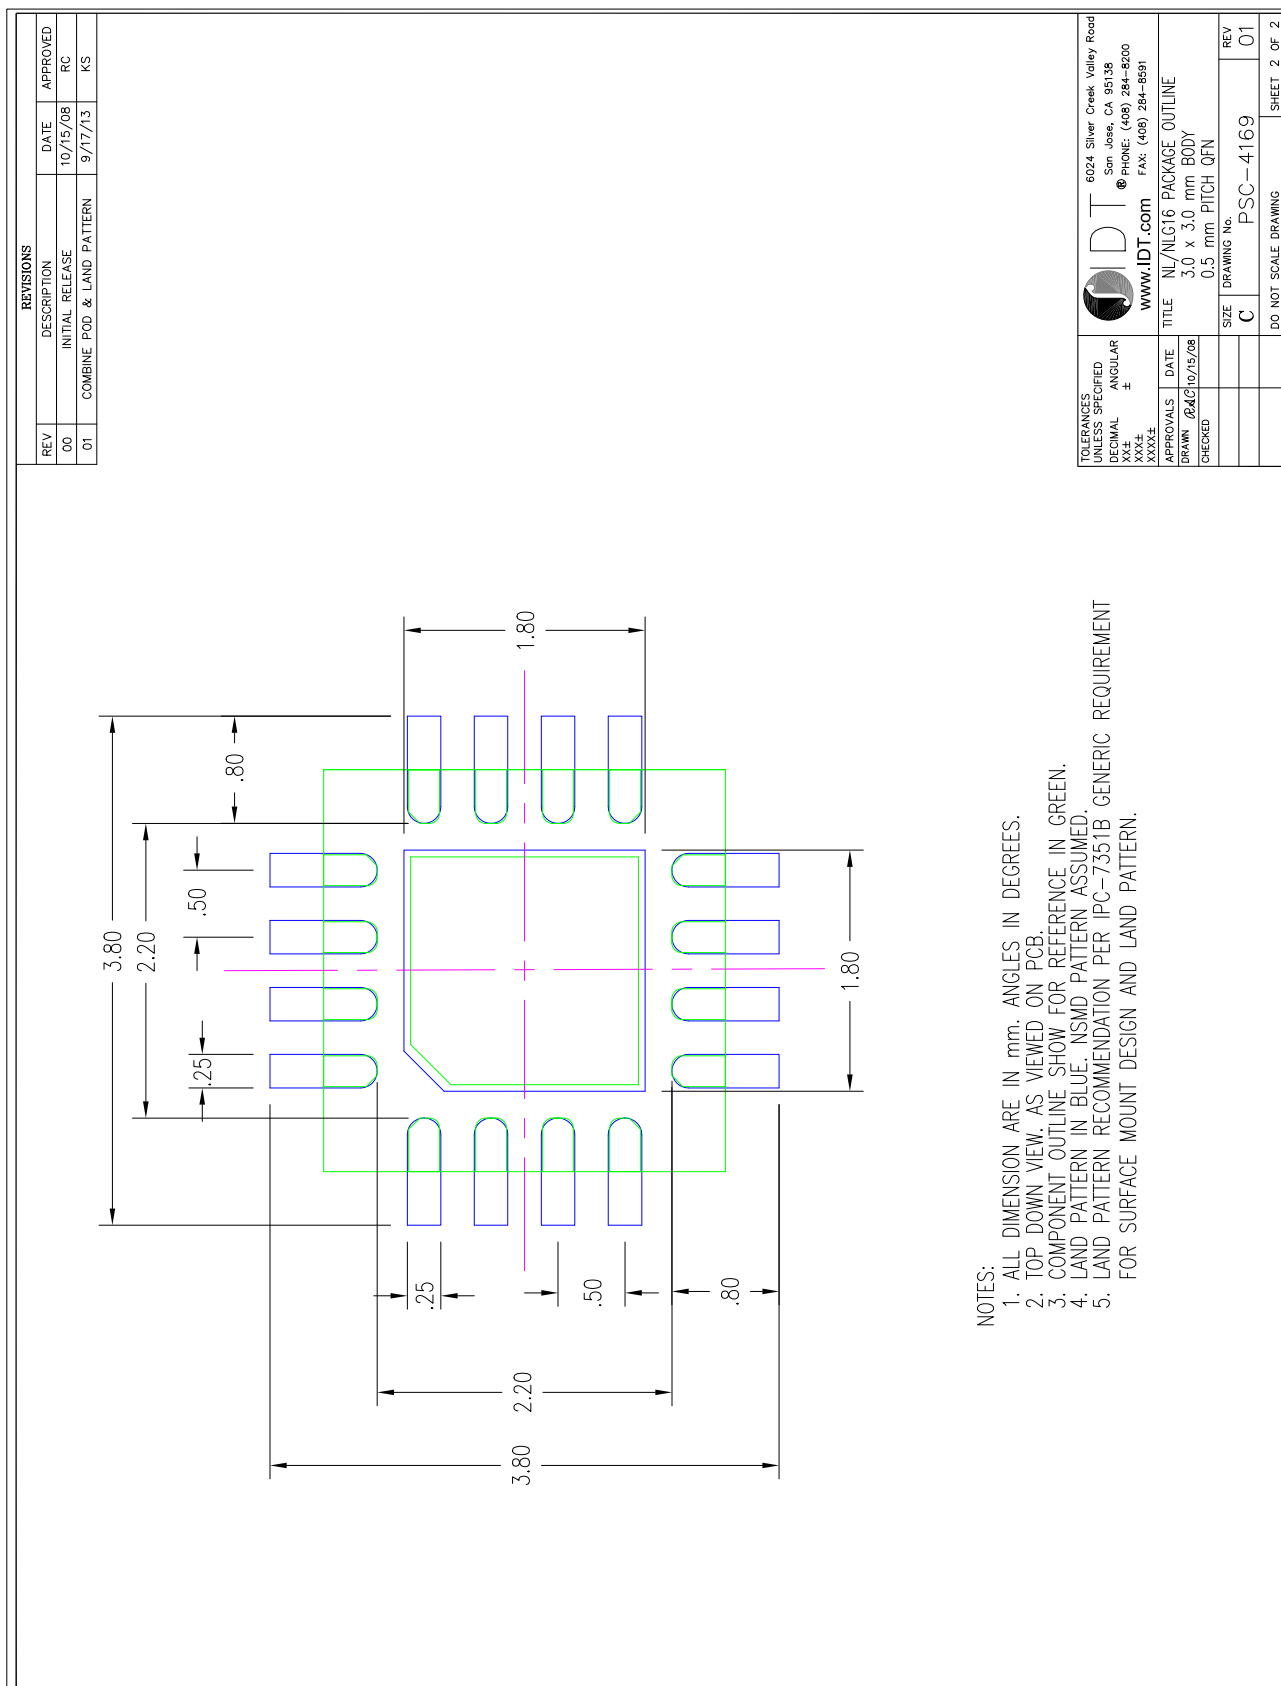 REVISIONS
REV DESCRIPTION DATE APPROVED
00 INITIAL RELEASE 10/15/08 RC
01 COMBINE POD & LAND PATTERN 9/17/13 KS
3.80
2.20
.80
.50
.25
1.80
1.80
.25
.50
.80
2.20
3.80
NOTES:
1. ALL DIMENSION ARE IN mm. ANGLES IN DEGREES.
2. TOP DOWN VIEW. AS VIEWED ON PCB.
3. COMPONENT OUTLINE SHOW FOR REFERENCE IN GREEN.
4. LAND PATTERN IN BLUE. NSMD PATTERN ASSUMED.
5. LAND PATTERN RECOMMENDATION PER IPC-7351B GENERIC REQUIREMENT
FOR SURFACE MOUNT DESIGN AND LAND PATTERN.
TOLERANCES
UNLESS SPECIFIED
DECIMAL ANGULAR
XX± ±
XXX±
XXXX±
APPROVALS DATE
DRAWN RAC 10/15/08
CHECKED
IDT ®
www.IDT.com
6024 Silver Creek Valley Road
San Jose, CA 95138
PHONE: (408) 284-8200
FAX: (408) 284-8591
TITLE NL/NLG16 PACKAGE OUTLINE
3.0 x 3.0 mm BODY
0.5 mm PITCH QFN
SIZE DRAWING No. REV
C PSC-4169 01
DO NOT SCALE DRAWING SHEET 2 OF 2